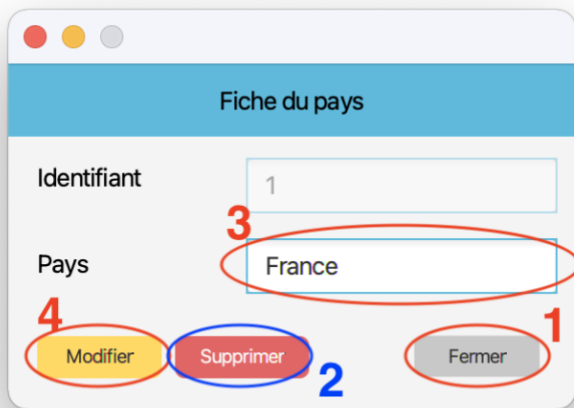 Fiche du pays
Identifiant 1
3
Pays France
4 1
Modifier Supprimer Fermer
2